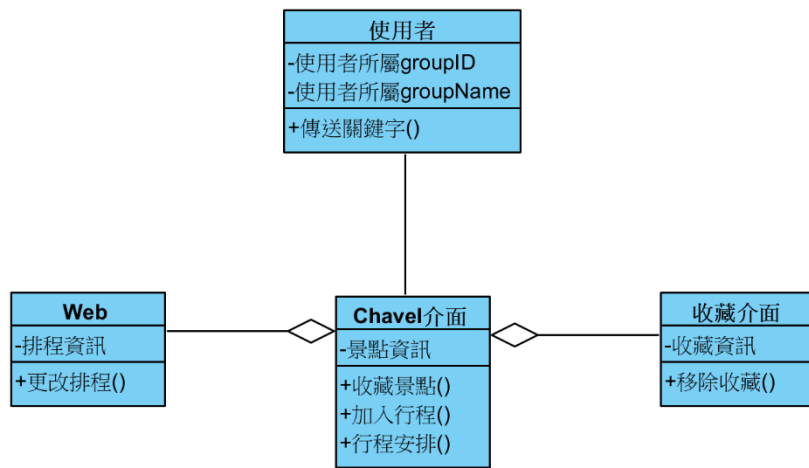 使用者
-使用者所屬groupID
-使用者所屬groupName
+傳送關鍵字()
Web
-排程資訊
+更改排程()
Chavel介面
-景點資訊
+收藏景點()
+加入行程()
+行程安排()
收藏介面
-收藏資訊
+移除收藏()